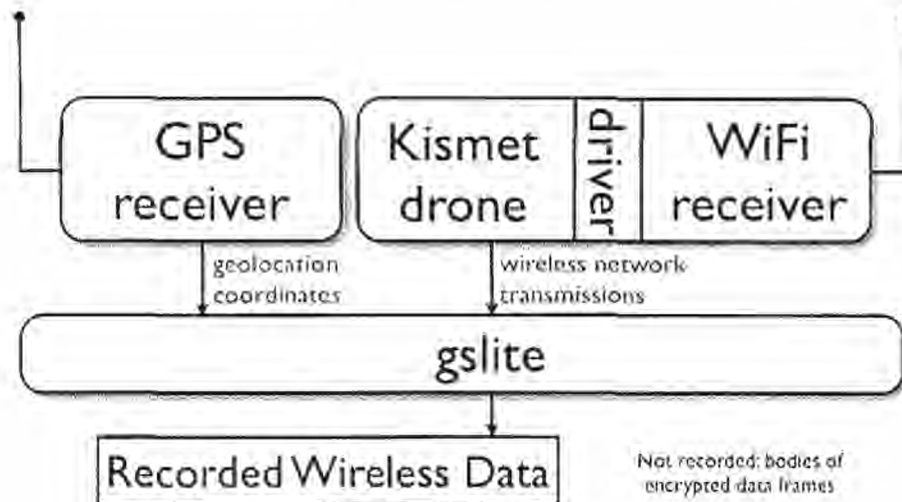 GPS
receiver
Kismet
drone
driver
WiFi
receiver
geolocation
coordinates
wireless network
transmissions
gslite
Recorded Wireless Data
Not recorded: bodies of
encrypted data frames